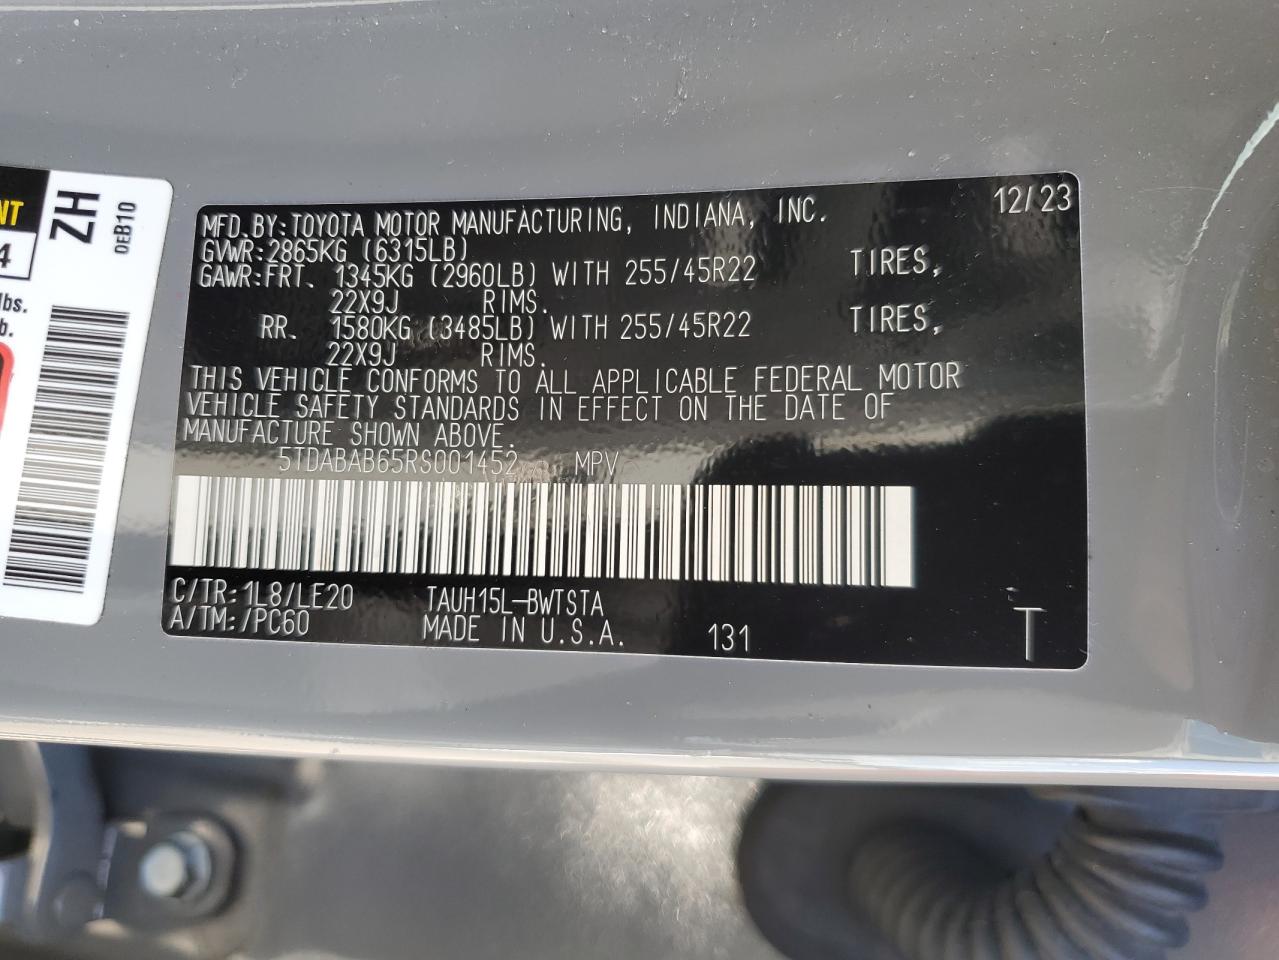 NT
4
lbs.
b.
ZH
0EB10
MFD.BY:TOYOTA MOTOR MANUFACTURING, INDIANA, INC. 12/23
GVWR:2865KG (6315LB)
GAWR:FRT. 1345KG (2960LB) WITH 255/45R22 TIRES,
22X9J RIMS.
RR. 1580KG (3485LB) WITH 255/45R22 TIRES,
22X9J RIMS.
THIS VEHICLE CONFORMS TO ALL APPLICABLE FEDERAL MOTOR
VEHICLE SAFETY STANDARDS IN EFFECT ON THE DATE OF
MANUFACTURE SHOWN ABOVE.
5TDABAB65RS001452 MPV
C/TR:1L8/LE20 TAUH15L-BWTSTA
A/TM:/PC60 MADE IN U.S.A. 131 T